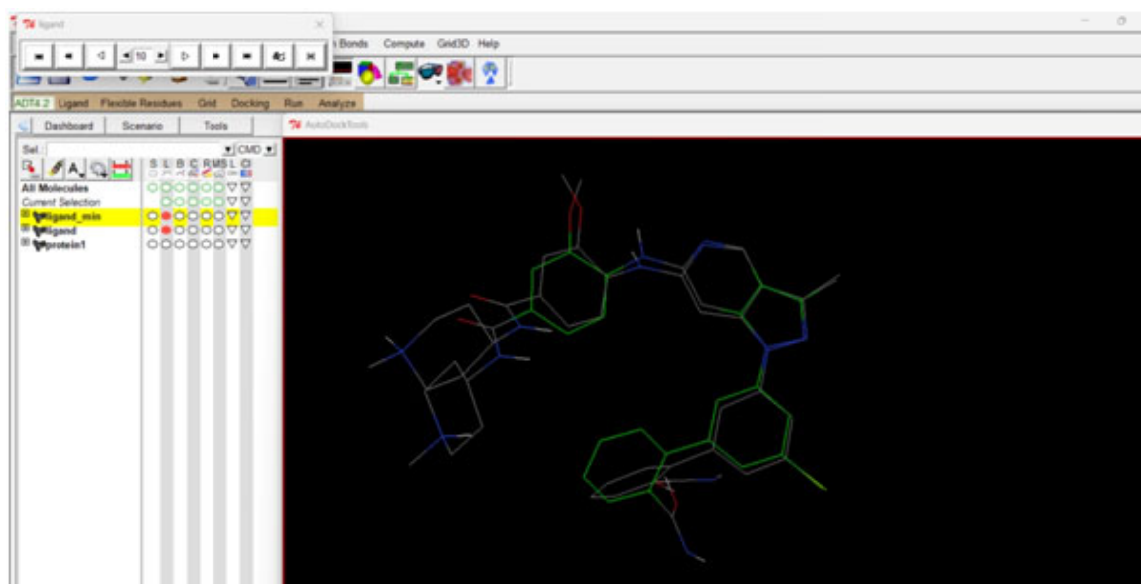 ligand
10
Bonds Compute Grid3D Help
ADT4.2 Ligand Flexible Residues Grid Docking Run Analyze
Dashboard Scenario Tools
AutoDockTools
Sel.: CMD
S L B C R MS L Cl
All Molecules
Current Selection
ligand_min
ligand
protein1